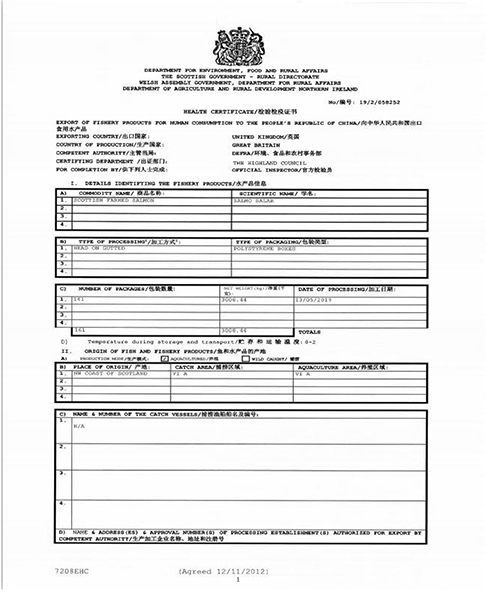 DEPARTMENT FOR ENVIRONMENT, FOOD AND RURAL AFFAIRS
THE SCOTTISH GOVERNMENT - RURAL DIRECTORATE
WELSH ASSEMBLY GOVERNMENT, DEPARTMENT FOR RURAL AFFAIRS
DEPARTMENT OF AGRICULTURE AND RURAL DEVELOPMENT NORTHERN IRELAND
No/编号: 19/2/058252
HEALTH CERTIFICATE/检验检疫证书
EXPORT OF FISHERY PRODUCTS FOR HUMAN CONSUMPTION TO THE PEOPLE'S REPUBLIC OF CHINA/向中华人民共和国出口
食用水产品
EXPORTING COUNTRY/出口国家: UNITED KINGDOM/英国
COUNTRY OF PRODUCTION/生产国家: GREAT BRITAIN
COMPETENT AUTHORITY/主管当局: DEFRA/环境、食品和农村事务部
CERTIFYING DEPARTMENT /出证部门: THE HIGHLAND COUNCIL
FOR COMPLETION BY/供下列人士完成: OFFICIAL INSPECTOR/官方检验员
I. DETAILS IDENTIFYING THE FISHERY PRODUCTS/水产品信息
A) COMMODITY NAME/ 商品名称: SCIENTIFIC NAME/ 学名:
1. SCOTTISH FARMED SALMON SALMO SALAR
2.
3.
4.
B) TYPE OF PROCESSING/加工方式: TYPE OF PACKAGING/包装类型:
1. HEAD ON GUTTED POLYSTYRENE BOXES
2.
3.
4.
C) NUMBER OF PACKAGES/包装数量: NET WEIGHT(kg)/净重(千克): DATE OF PROCESSING/加工日期:
1. 161 3008.44 13/05/2019
2.
3.
4.
161 3008.44 TOTALS
D) Temperature during storage and transport/贮存和运输温度:0-2
II. ORIGIN OF FISH AND FISHERY PRODUCTS/鱼和水产品的产地
A) PRODUCTION MODE/生产模式: AQUACULTURE/养殖 WILD CAUGHT/ 捕捞
B) PLACE OF ORIGIN/ 产地: CATCH AREA/捕捞区域: AQUACULTURE AREA/养殖区域:
1. NW COAST OF SCOTLAND VI A VI A
2.
3.
4.
C) NAME & NUMBER OF THE CATCH VESSELS/捕捞渔船船名及编号:
1. N/A
2.
3.
4.
D) NAME & ADDRESS(ES) & APPROVAL NUMBER(S) OF PROCESSING ESTABLISHMENT(S) AUTHORIZED FOR EXPORT BY
COMPETENT AUTHORITY/生产加工企业名称、地址和注册号
7208EHC (Agreed 12/11/2012)
1